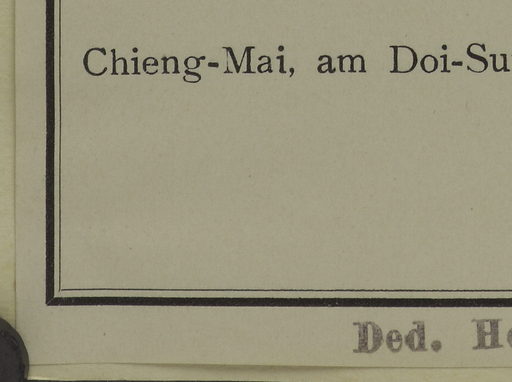 Chieng-Mai, am Doi-Su
Ded. H